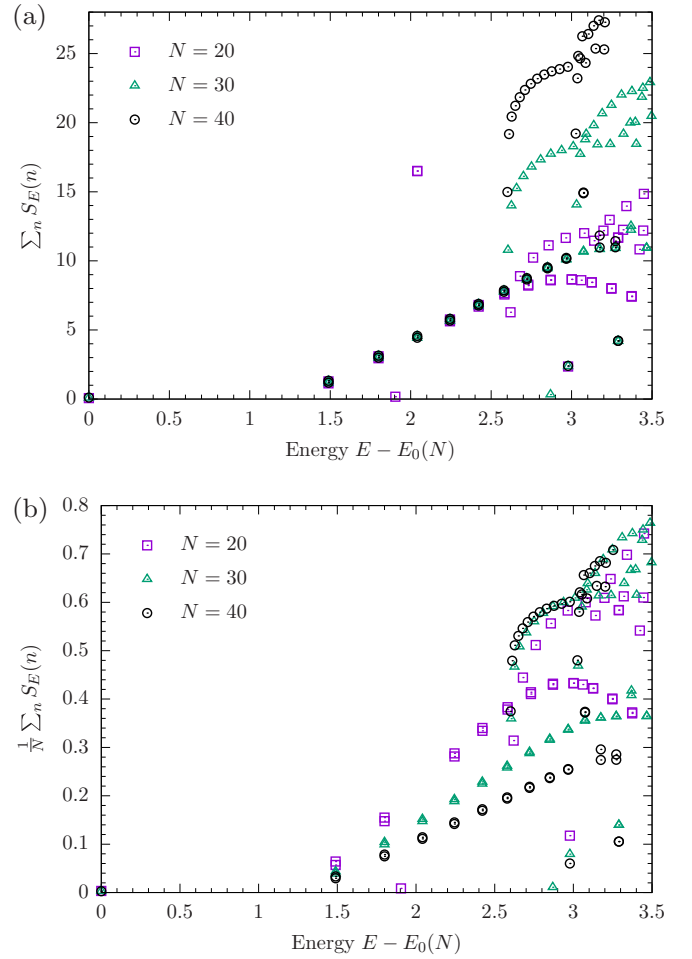 (a)
25
20
15
10
5
0
∑ₙ S_E(n)
N = 20
N = 30
N = 40
0 0.5 1 1.5 2 2.5 3 3.5
Energy E − E₀(N)
(b)
0.8
0.7
0.6
0.5
0.4
0.3
0.2
0.1
0
1/N ∑ₙ S_E(n)
N = 20
N = 30
N = 40
0 0.5 1 1.5 2 2.5 3 3.5
Energy E − E₀(N)